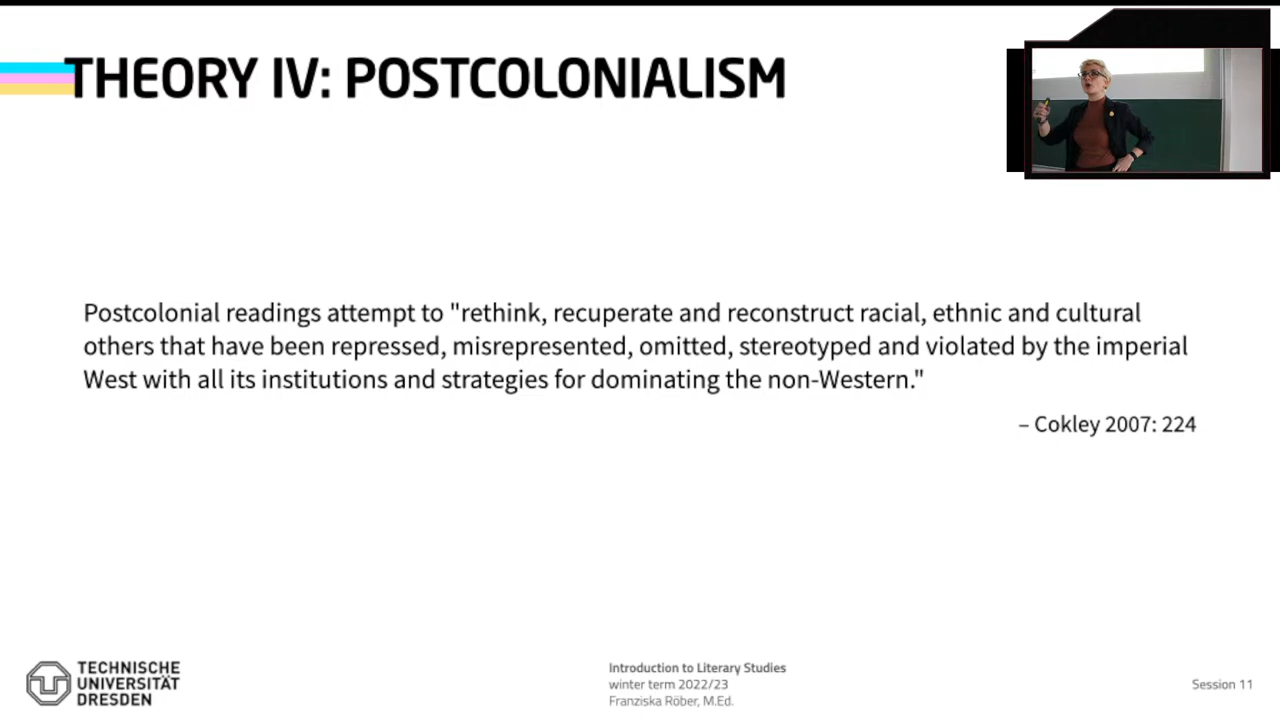 THEORY IV: POSTCOLONIALISM
Postcolonial readings attempt to "rethink, recuperate and reconstruct racial, ethnic and cultural
others that have been repressed, misrepresented, omitted, stereotyped and violated by the imperial
West with all its institutions and strategies for dominating the non-Western."
– Cokley 2007: 224
TECHNISCHE
UNIVERSITÄT
DRESDEN
Introduction to Literary Studies
winter term 2022/23
Franziska Röber, M.Ed.
Session 11